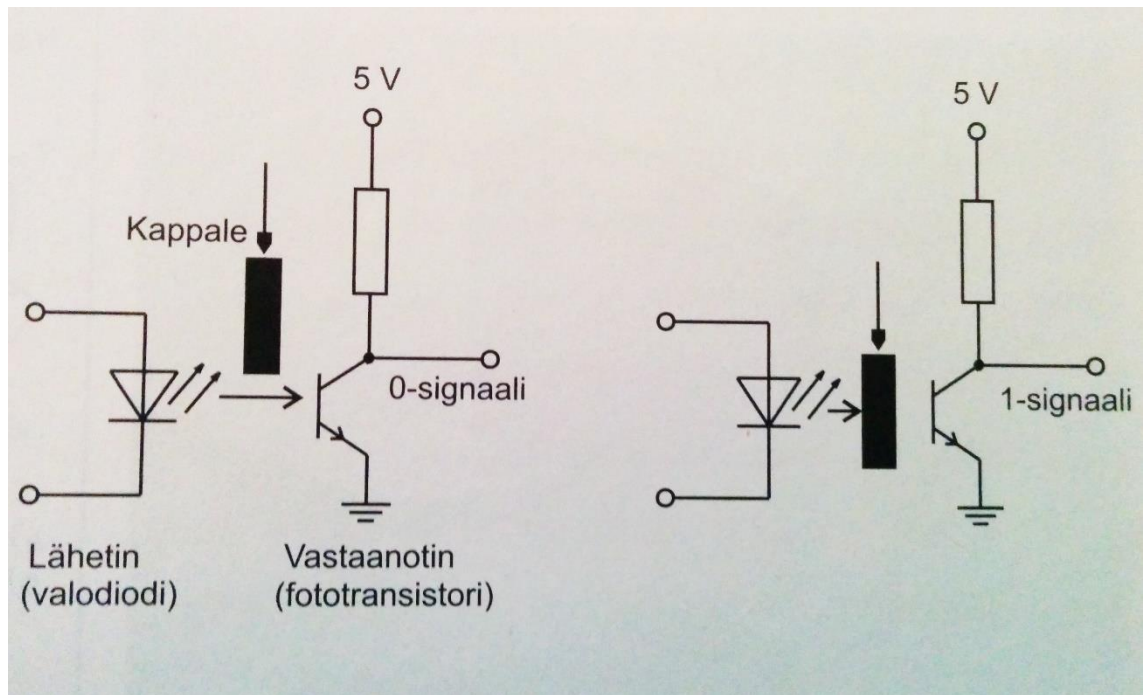 5 V
Kappale
0-signaali
Lähetin
(valodiodi)
Vastaanotin
(fototransistori)
5 V
1-signaali